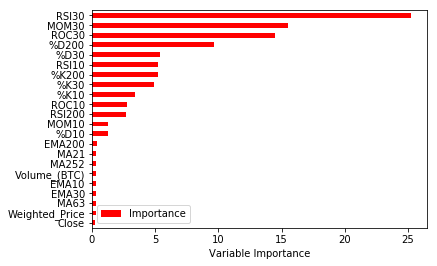 RSI30
MOM30
ROC30
%D200
%D30
RSI10
%K200
%K30
%K10
ROC10
RSI200
MOM10
%D10
EMA200
MA21
MA252
Volume_(BTC)
EMA10
EMA30
MA63
Weighted_Price
Close
Importance
0 5 10 15 20 25
Variable Importance